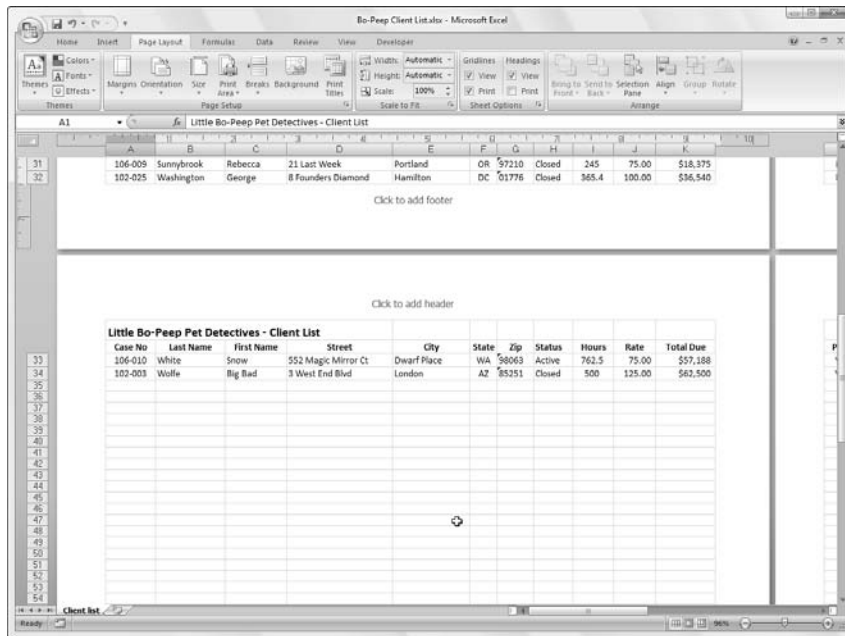 Bo-Peep Client List.xlsx - Microsoft Excel
Home Insert Page Layout Formulas Data Review View Developer
Colors Fonts Effects Themes
Margins Orientation Size Print Area Breaks Background Print Titles
Width: Automatic Height: Automatic Scale: 100%
Gridlines View Print Headings View Print
Bring to Front Send to Back Selection Pane Align Group Rotate
Themes Page Setup Scale to Fit Sheet Options Arrange
A1 fx Little Bo-Peep Pet Detectives - Client List
A B C D E F G H I J K
31 106-009 Sunnybrook Rebecca 21 Last Week Portland OR 97210 Closed 245 75.00 $18,375
32 102-025 Washington George 8 Founders Diamond Hamilton DC 01776 Closed 365.4 100.00 $36,540
Click to add footer
Click to add header
Little Bo-Peep Pet Detectives - Client List
Case No Last Name First Name Street City State Zip Status Hours Rate Total Due
33 106-010 White Snow 552 Magic Mirror Ct Dwarf Place WA 98063 Active 762.5 75.00 $57,188
34 102-003 Wolfe Big Bad 3 West End Blvd London AZ 85251 Closed 500 125.00 $62,500
35
36
37
38
39
40
41
42
43
44
45
46
47
48
49
50
51
52
53
54
Client list
Ready 96%